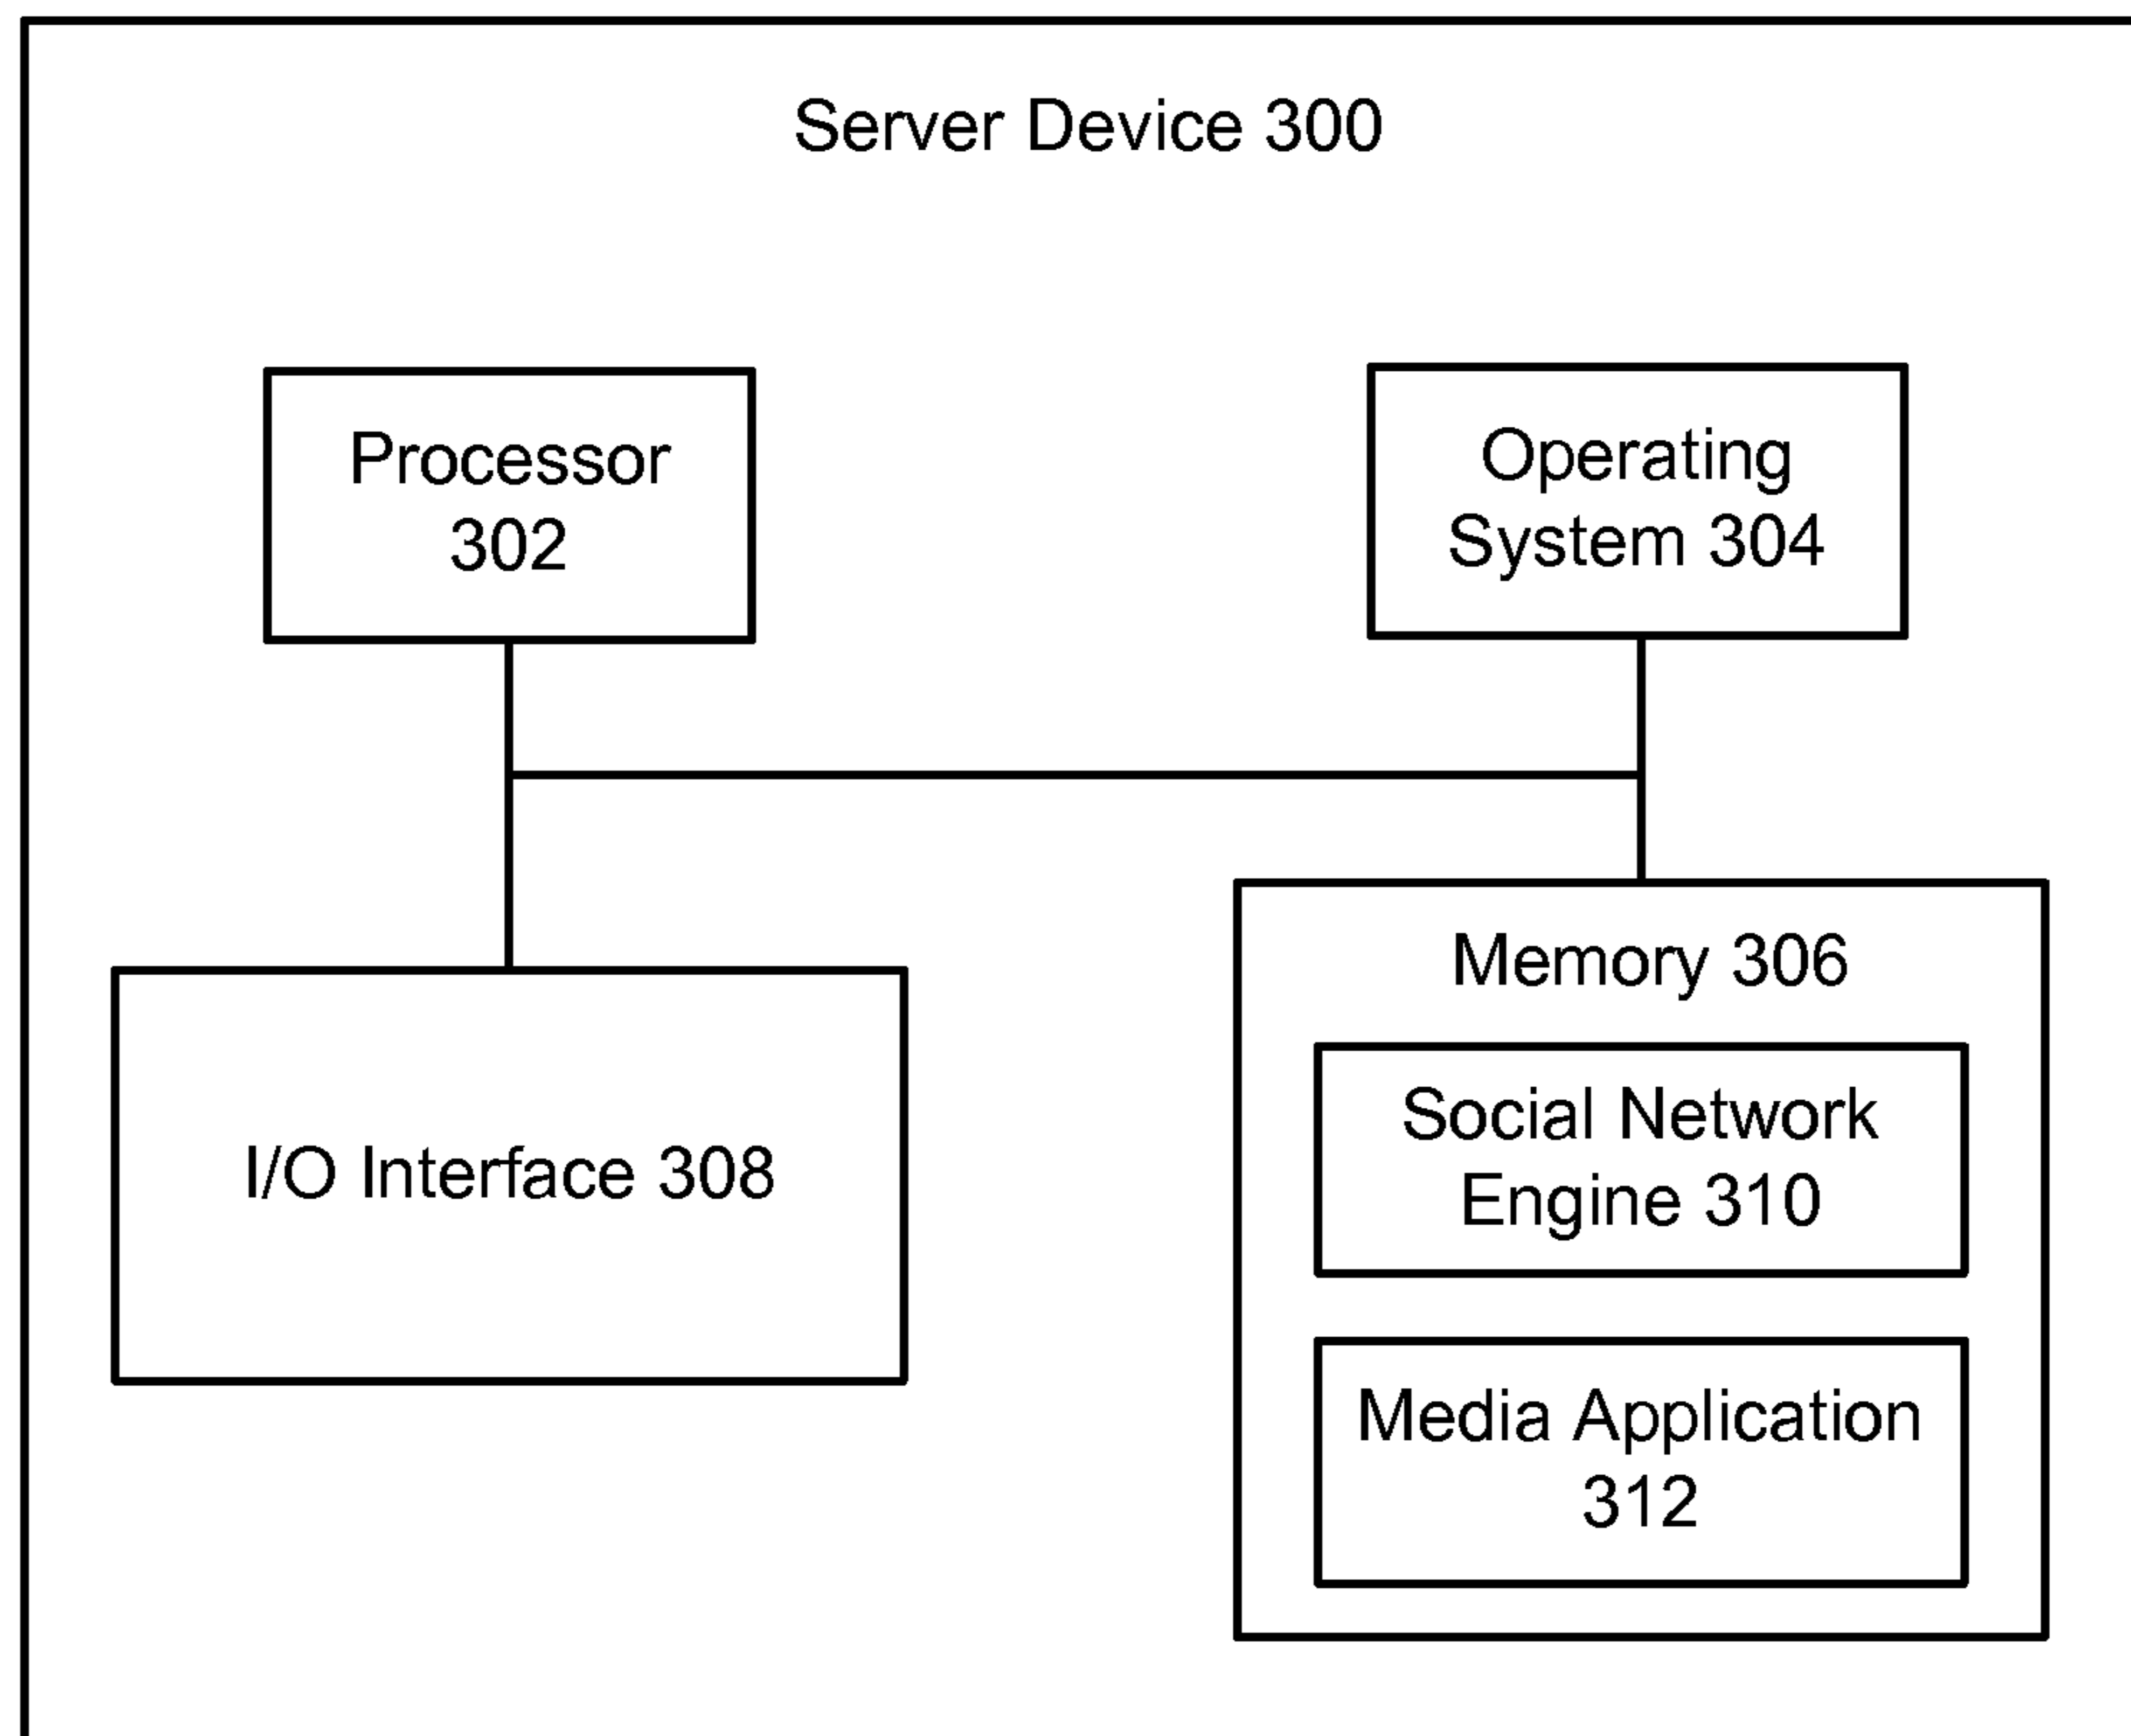 Server Device 300
Processor
302
Operating
System 304
I/O Interface 308
Memory 306
Social Network
Engine 310
Media Application
312